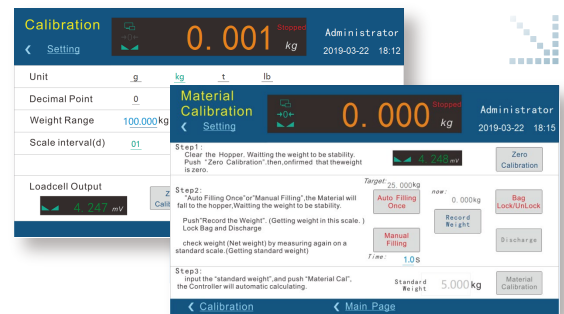 Calibration
Setting
0.001
Stopped
kg
Administrator
2019-03-22 18:12
Unit g kg t lb
Decimal Point 0
Weight Range 100.000 kg
Scale interval(d) 01
Loadcell Output
4.247 mV
Material
Calibration
Setting
→0←
0.000
Stopped
kg
Administrator
2019-03-22 18:15
Step1:
Clear the Hopper. Waitting the weight to be stability.
Push "Zero Calibration".then,onfirmed that theweight
is zero.
4.248 mV
Zero
Calibration
Step2:
"Auto Filling Once"or"Manual Filling",the Material will
fall to the hopper,Waitting the weight to be stability.
Push"Record the Weight". (Getting weight in this scale. )
Lock Bag and Discharge
check weight (Net weight) by measuring again on a
standard scale.(Getting standard weight)
Target:
25.000kg
Auto Filling
Once
new:
0.000kg
Bag
Lock/UnLock
Record
Weight
Manual
Filling
Discharge
Time: 1.0 S
Step3:
input the "standard weight",and push "Material Cal",
the Controller will automatic calculating.
Standard
Weight
5.000 kg
Material
Calibration
Calibration
Main Page